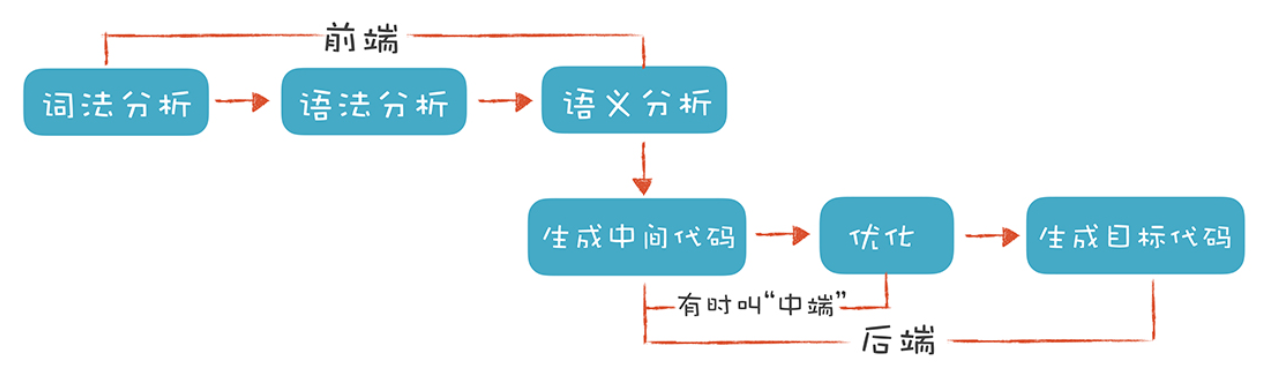 前端
词法分析
语法分析
语义分析
生成中间代码
优化
生成目标代码
有时叫“中端”
后端